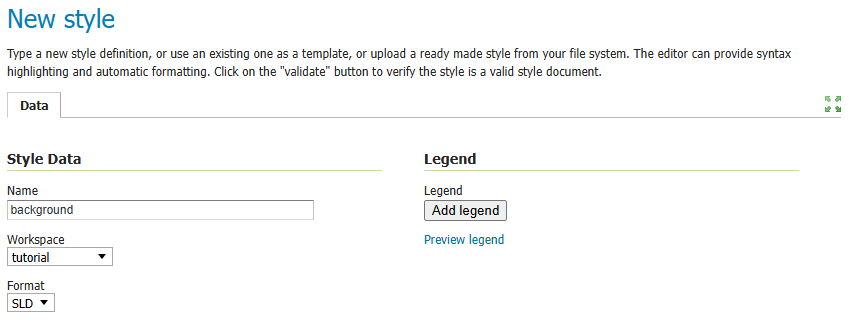 New style
Type a new style definition, or use an existing one as a template, or upload a ready made style from your file system. The editor can provide syntax
highlighting and automatic formatting. Click on the "validate" button to verify the style is a valid style document.
Data
Style Data
Name
background
Workspace
tutorial
Format
SLD
Legend
Legend
Add legend
Preview legend